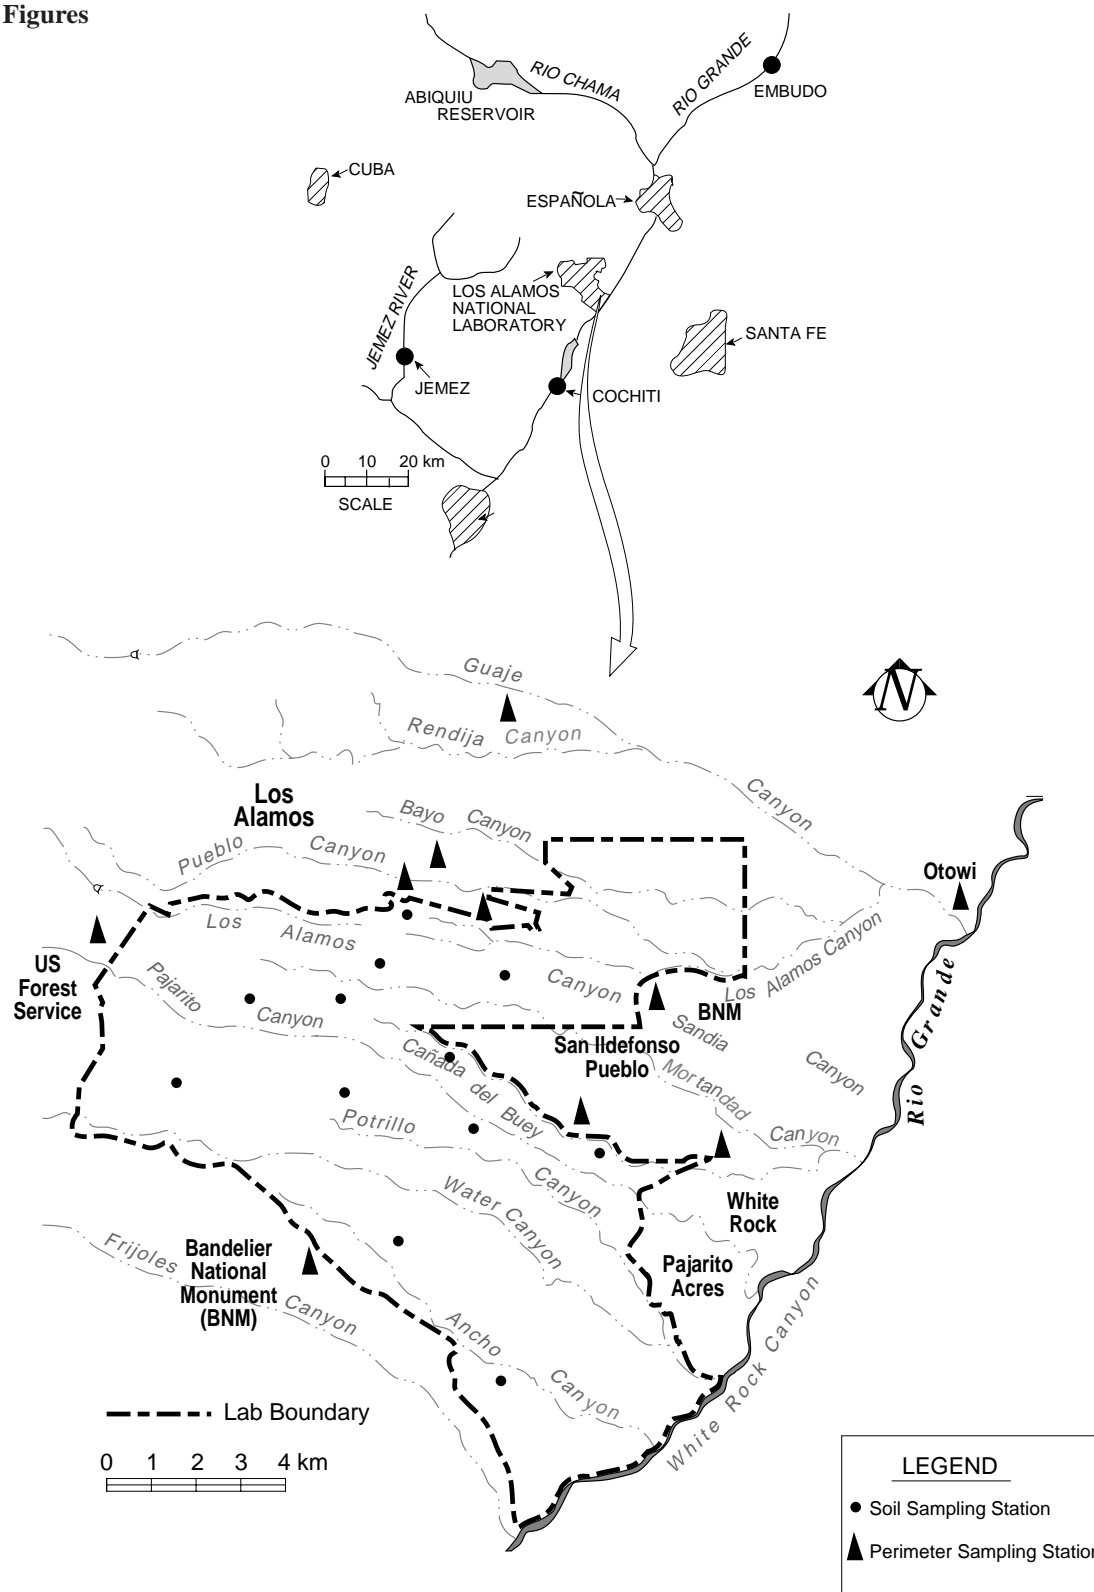 Figures
RIO CHAMA
RIO GRANDE
EMBUDO
ABIQUIU
RESERVOIR
CUBA
ESPAÑOLA
JEMEZ RIVER
LOS ALAMOS
NATIONAL
LABORATORY
SANTA FE
JEMEZ
COCHITI
0 10 20 km
SCALE
Guaje
N
Rendija Canyon
Canyon
Los
Alamos
Bayo Canyon
Pueblo Canyon
Otowi
Los Alamos
Canyon
Los Alamos Canyon
US
Forest
Service
Pajarito
Canyon
BNM
Sandia
Canyon
Rio Grande
San Ildefonso
Pueblo
Cañada del Buey
Mortandad
Canyon
Potrillo
Canyon
Water Canyon
White
Rock
Frijoles
Canyon
Bandelier
National
Monument
(BNM)
Pajarito
Acres
Ancho
Canyon
White Rock Canyon
Lab Boundary
0 1 2 3 4 km
LEGEND
Soil Sampling Station
Perimeter Sampling Station